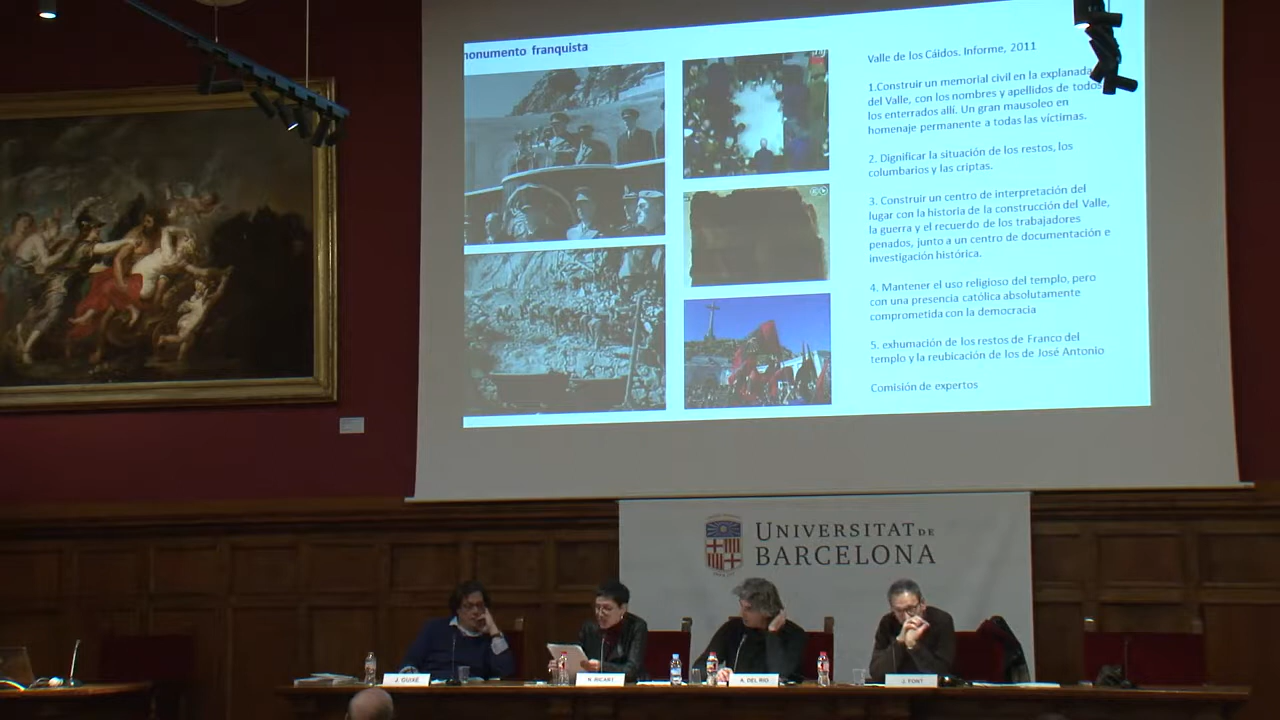 monumento franquista
Valle de los Cáidos. Informe, 2011
1.Construir un memorial civil en la explanada
del Valle, con los nombres y apellidos de todos
los enterrados allí. Un gran mausoleo en
homenaje permanente a todas las víctimas.
2. Dignificar la situación de los restos, los
columbarios y las criptas.
3. Construir un centro de interpretación del
lugar con la historia de la construcción del Valle,
la guerra y el recuerdo de los trabajadores
penados, junto a un centro de documentación e
investigación histórica.
4. Mantener el uso religioso del templo, pero
con una presencia católica absolutamente
comprometida con la democracia
5. exhumación de los restos de Franco del
templo y la reubicación de los de José Antonio
Comisión de expertos
UNIVERSITAT DE
BARCELONA
J. GUIXÉ
N. RICART
A. DEL RÍO
J. FONT